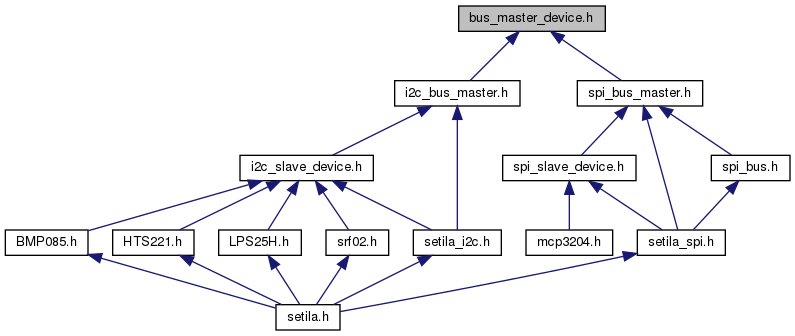 bus_master_device.h
i2c_bus_master.h
spi_bus_master.h
i2c_slave_device.h
spi_slave_device.h
spi_bus.h
BMP085.h
HTS221.h
LPS25H.h
srf02.h
setila_i2c.h
mcp3204.h
setila_spi.h
setila.h